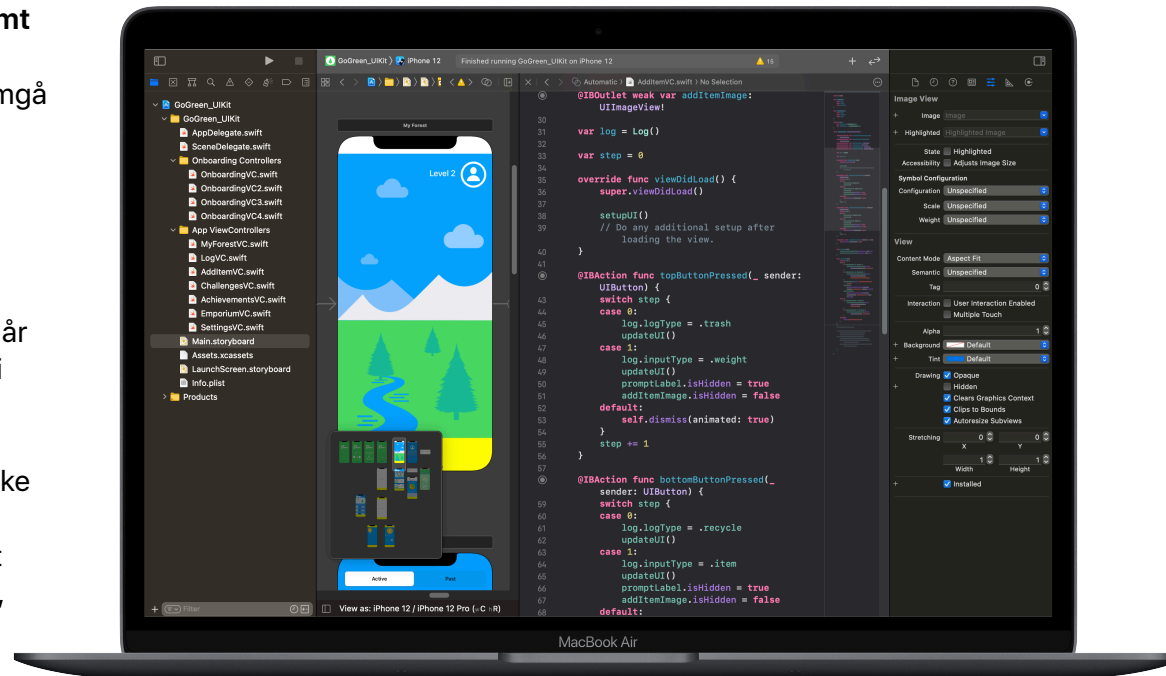 mt
mgå
år
i
ke
t
,
GoGreen_UIKit
iPhone 12
Finished running GoGreen_UIKit on iPhone 12
15
Automatic
AddItemVC.swift
No Selection
GoGreen_UIKit
GoGreen_UIKit
AppDelegate.swift
SceneDelegate.swift
Onboarding Controllers
OnboardingVC.swift
OnboardingVC2.swift
OnboardingVC3.swift
OnboardingVC4.swift
App ViewControllers
MyForestVC.swift
LogVC.swift
AddItemVC.swift
ChallengesVC.swift
AchievementsVC.swift
EmporiumVC.swift
SettingsVC.swift
Main.storyboard
Assets.xcassets
LaunchScreen.storyboard
Info.plist
Products
Filter
My Forest
Level 2
Active
Past
View as: iPhone 12 / iPhone 12 Pro (wC hR)
@IBOutlet weak var addItemImage:
UIImageView!
30
31 var log = Log()
32
33 var step = 0
34
35 override func viewDidLoad() {
36 super.viewDidLoad()
37
38 setupUI()
39 // Do any additional setup after
loading the view.
40 }
41
@IBAction func topButtonPressed(_ sender:
UIButton) {
43 switch step {
44 case 0:
45 log.logType = .trash
46 updateUI()
47 case 1:
48 log.inputType = .weight
49 updateUI()
50 promptLabel.isHidden = true
51 addItemImage.isHidden = false
52 default:
53 self.dismiss(animated: true)
54 }
55 step += 1
56 }
57
@IBAction func bottomButtonPressed(_
sender: UIButton) {
59 switch step {
60 case 0:
61 log.logType = .recycle
62 updateUI()
63 case 1:
64 log.inputType = .item
65 updateUI()
66 promptLabel.isHidden = true
67 addItemImage.isHidden = false
68 default:
Image View
Image Image
Highlighted Highlighted Image
State Highlighted
Accessibility Adjusts Image Size
Symbol Configuration
Configuration Unspecified
Scale Unspecified
Weight Unspecified
View
Content Mode Aspect Fit
Semantic Unspecified
Tag 0
Interaction User Interaction Enabled
Multiple Touch
Alpha 1
Background Default
Tint Default
Drawing Opaque
Hidden
Clears Graphics Context
Clips to Bounds
Autoresize Subviews
Stretching 0 0
X Y
1 1
Width Height
Installed
MacBook Air